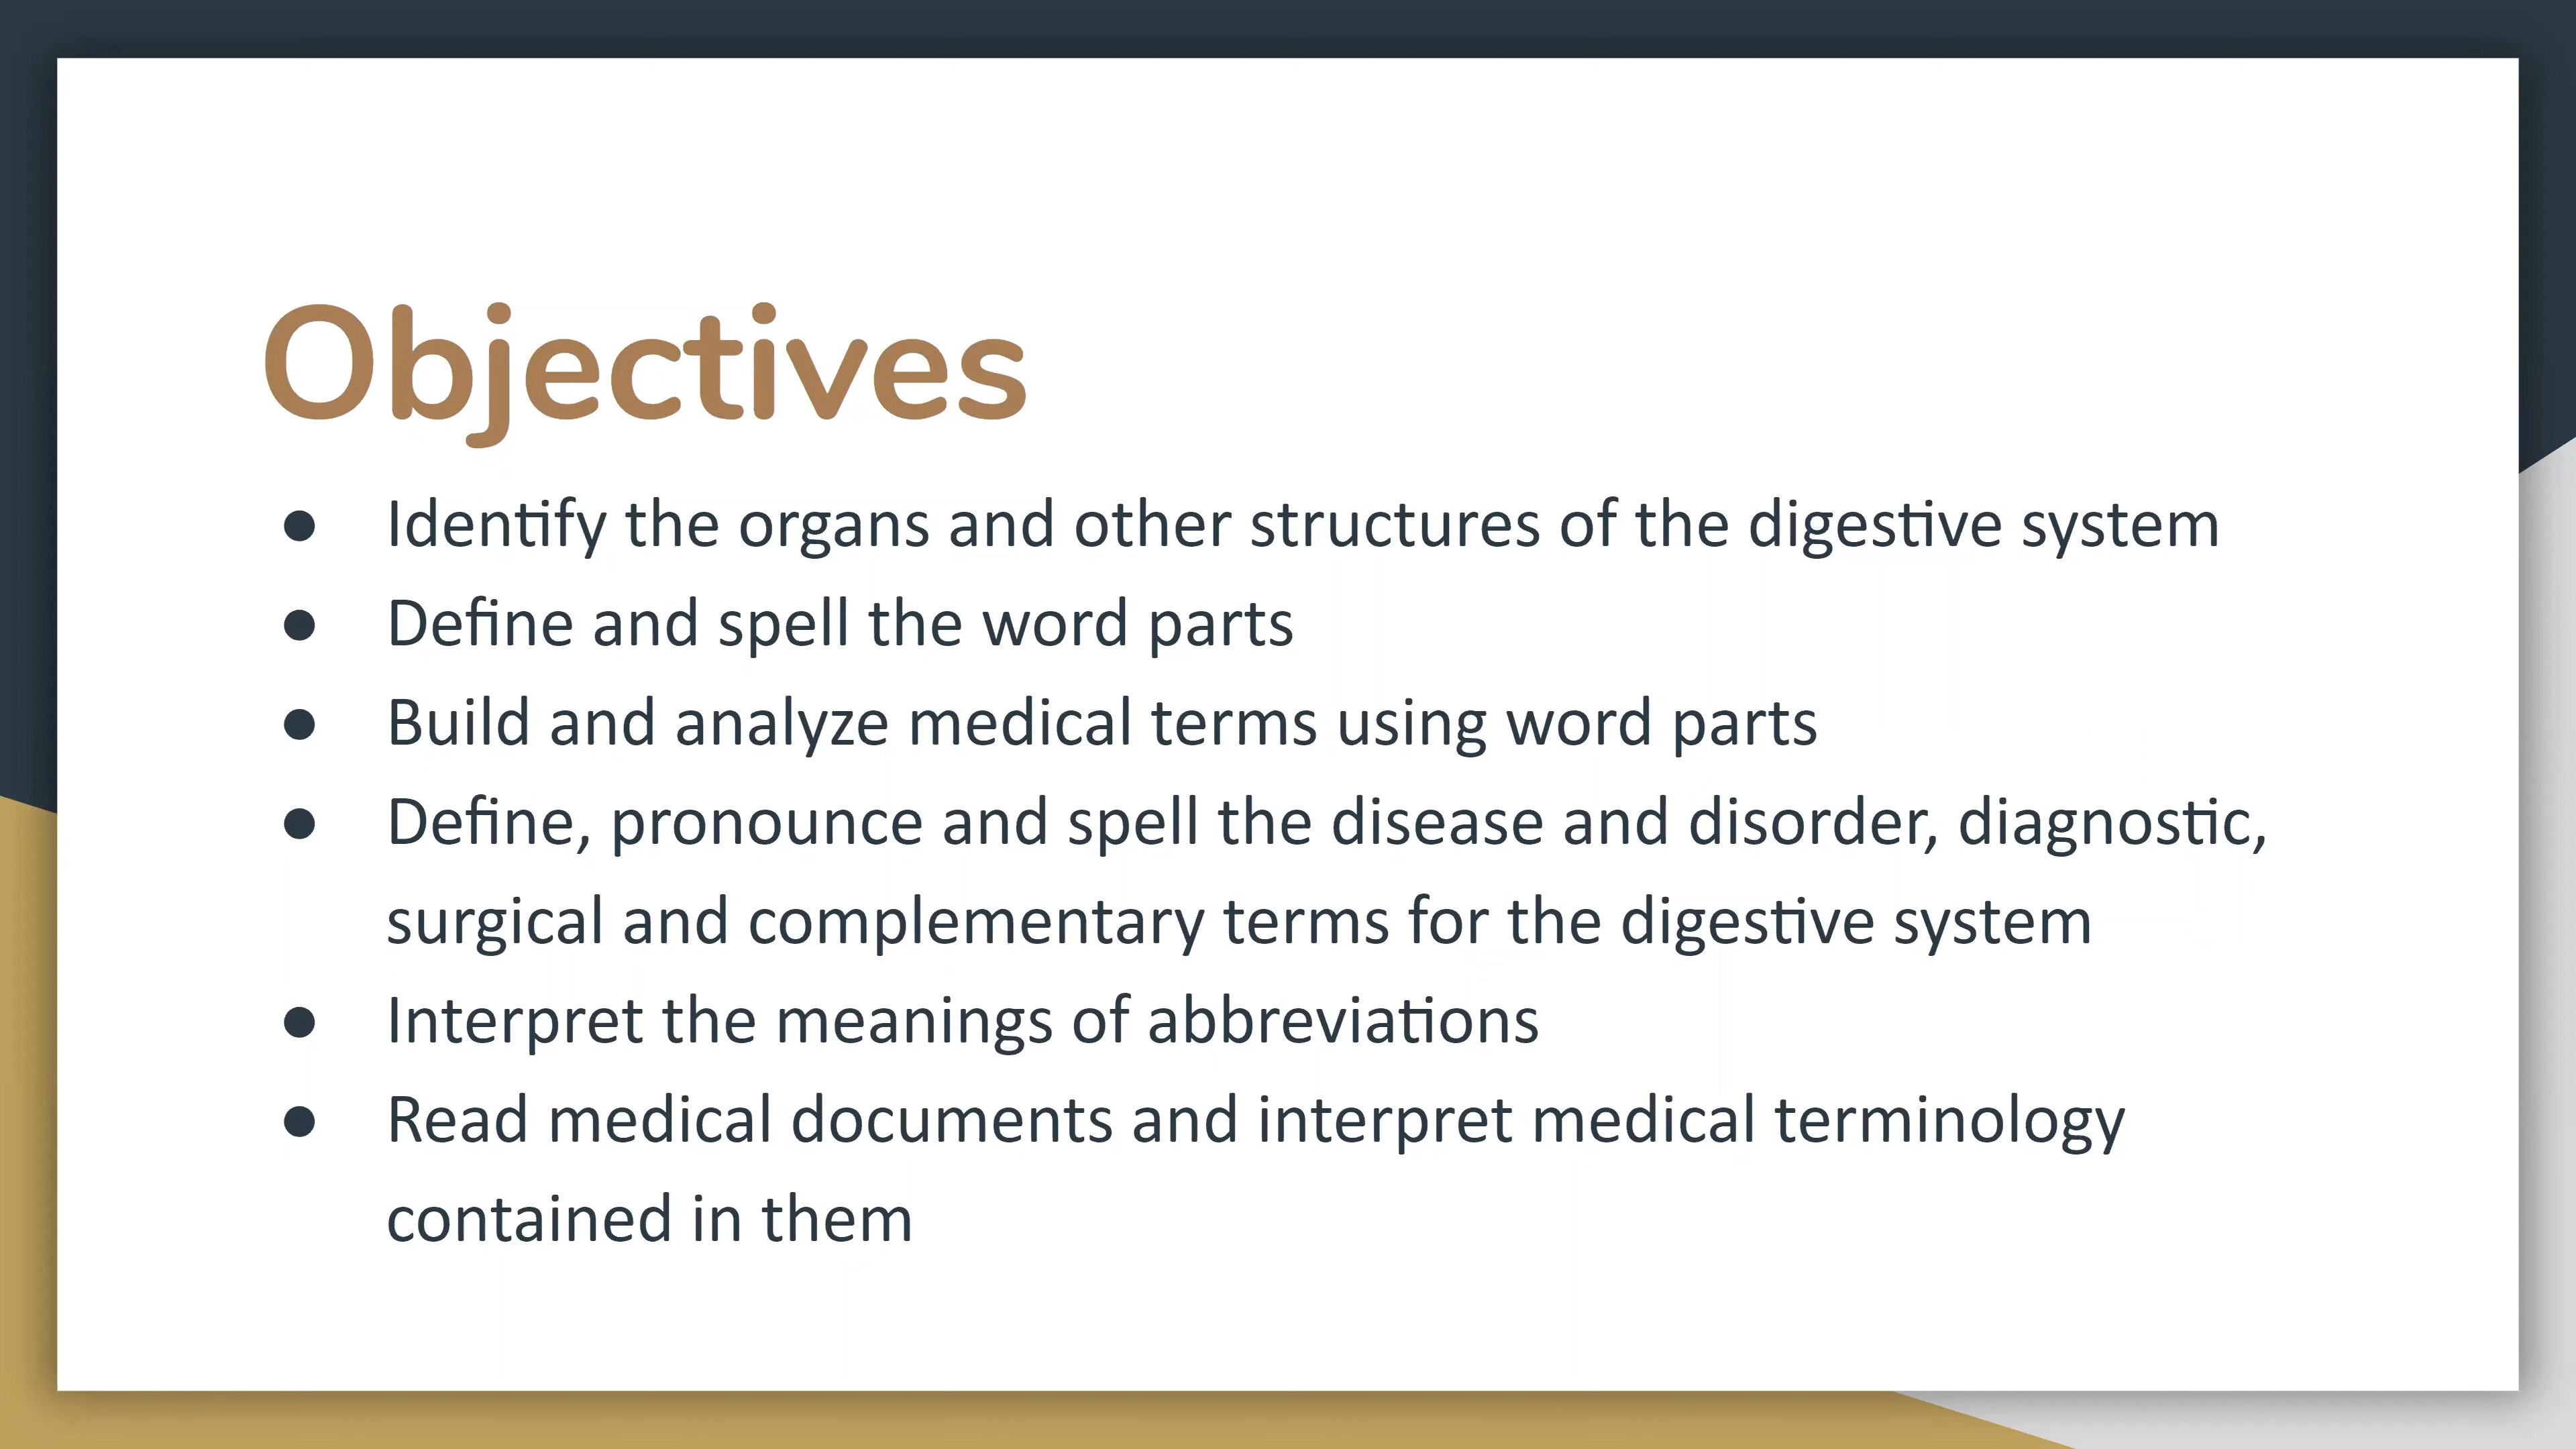 Objectives
● Identify the organs and other structures of the digestive system
● Define and spell the word parts
● Build and analyze medical terms using word parts
● Define, pronounce and spell the disease and disorder, diagnostic,
surgical and complementary terms for the digestive system
● Interpret the meanings of abbreviations
● Read medical documents and interpret medical terminology
contained in them